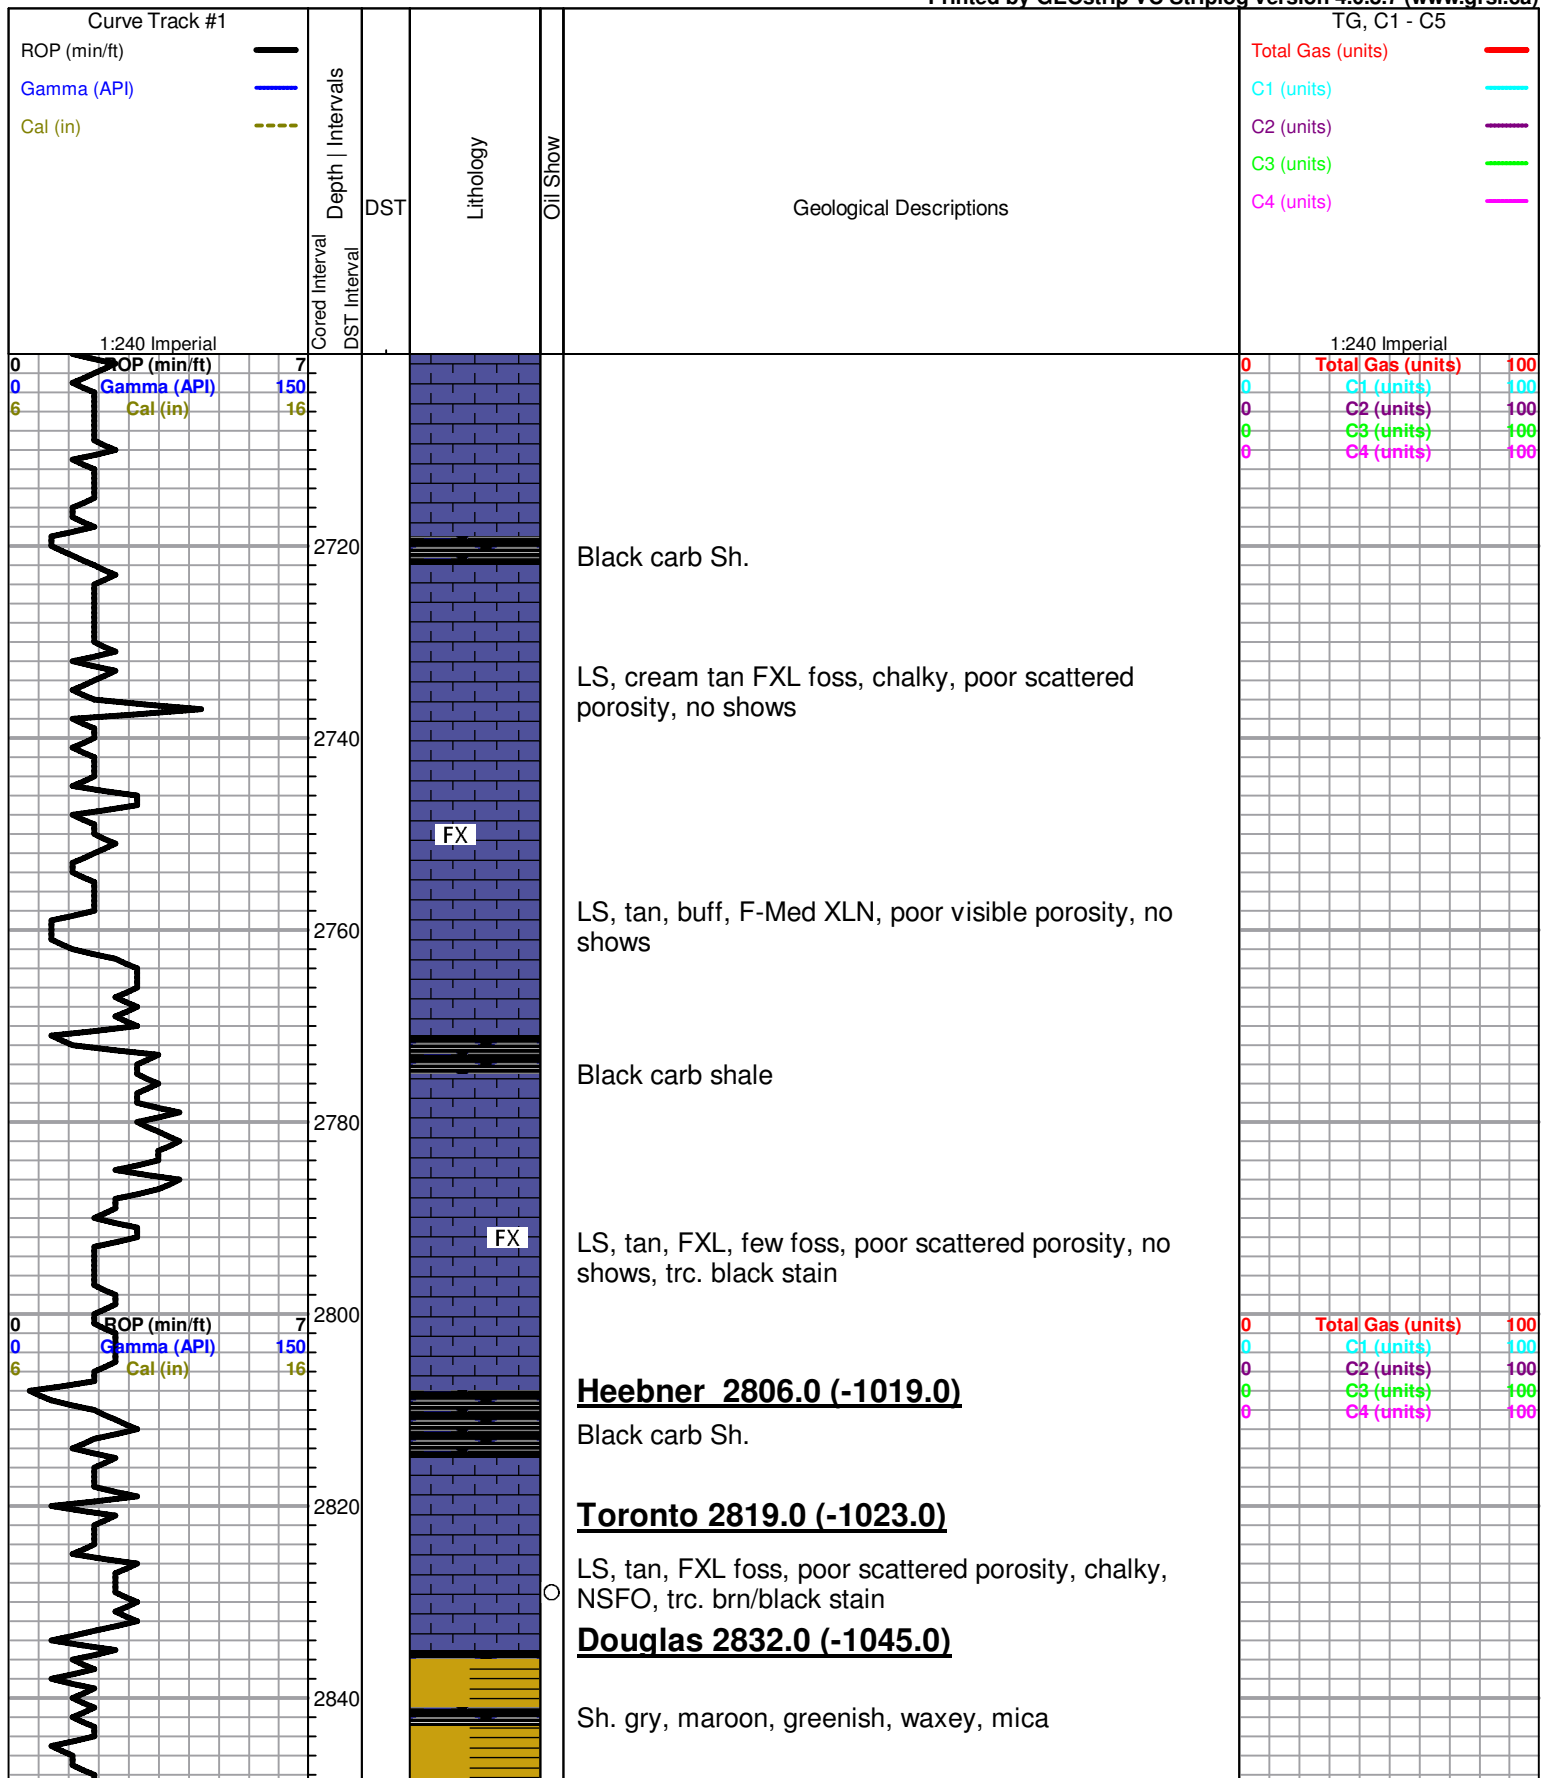 Curve Track #1
ROP (min/ft)
Gamma (API)
Cal (in)
1:240 Imperial
Cored Interval
Depth | Intervals
DST Interval
DST
Lithology
Oil Show
Geological Descriptions
TG, C1 - C5
Total Gas (units)
C1 (units)
C2 (units)
C3 (units)
C4 (units)
1:240 Imperial
0 ROP (min/ft) 7
0 Gamma (API) 150
6 Cal (in) 16
0 Total Gas (units) 100
0 C1 (units) 100
0 C2 (units) 100
0 C3 (units) 100
0 C4 (units) 100
2720
Black carb Sh.
LS, cream tan FXL foss, chalky, poor scattered
porosity, no shows
2740
FX
LS, tan, buff, F-Med XLN, poor visible porosity, no
shows
2760
Black carb shale
2780
FX
LS, tan, FXL, few foss, poor scattered porosity, no
shows, trc. black stain
2800
0 ROP (min/ft) 7
0 Gamma (API) 150
6 Cal (in) 16
0 Total Gas (units) 100
0 C1 (units) 100
0 C2 (units) 100
0 C3 (units) 100
0 C4 (units) 100
Heebner 2806.0 (-1019.0)
Black carb Sh.
2820
Toronto 2819.0 (-1023.0)
LS, tan, FXL foss, poor scattered porosity, chalky,
NSFO, trc. brn/black stain
Douglas 2832.0 (-1045.0)
2840
Sh. gry, maroon, greenish, waxey, mica